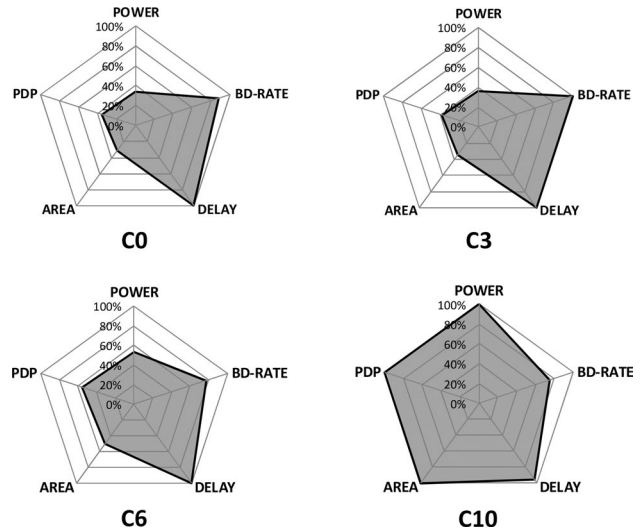 POWER
100%
80%
60%
40%
20%
0%
PDP
BD-RATE
AREA
DELAY
C0
POWER
100%
80%
60%
40%
20%
0%
PDP
BD-RATE
AREA
DELAY
C3
POWER
100%
80%
60%
40%
20%
0%
PDP
BD-RATE
AREA
DELAY
C6
POWER
100%
80%
60%
40%
20%
0%
PDP
BD-RATE
AREA
DELAY
C10